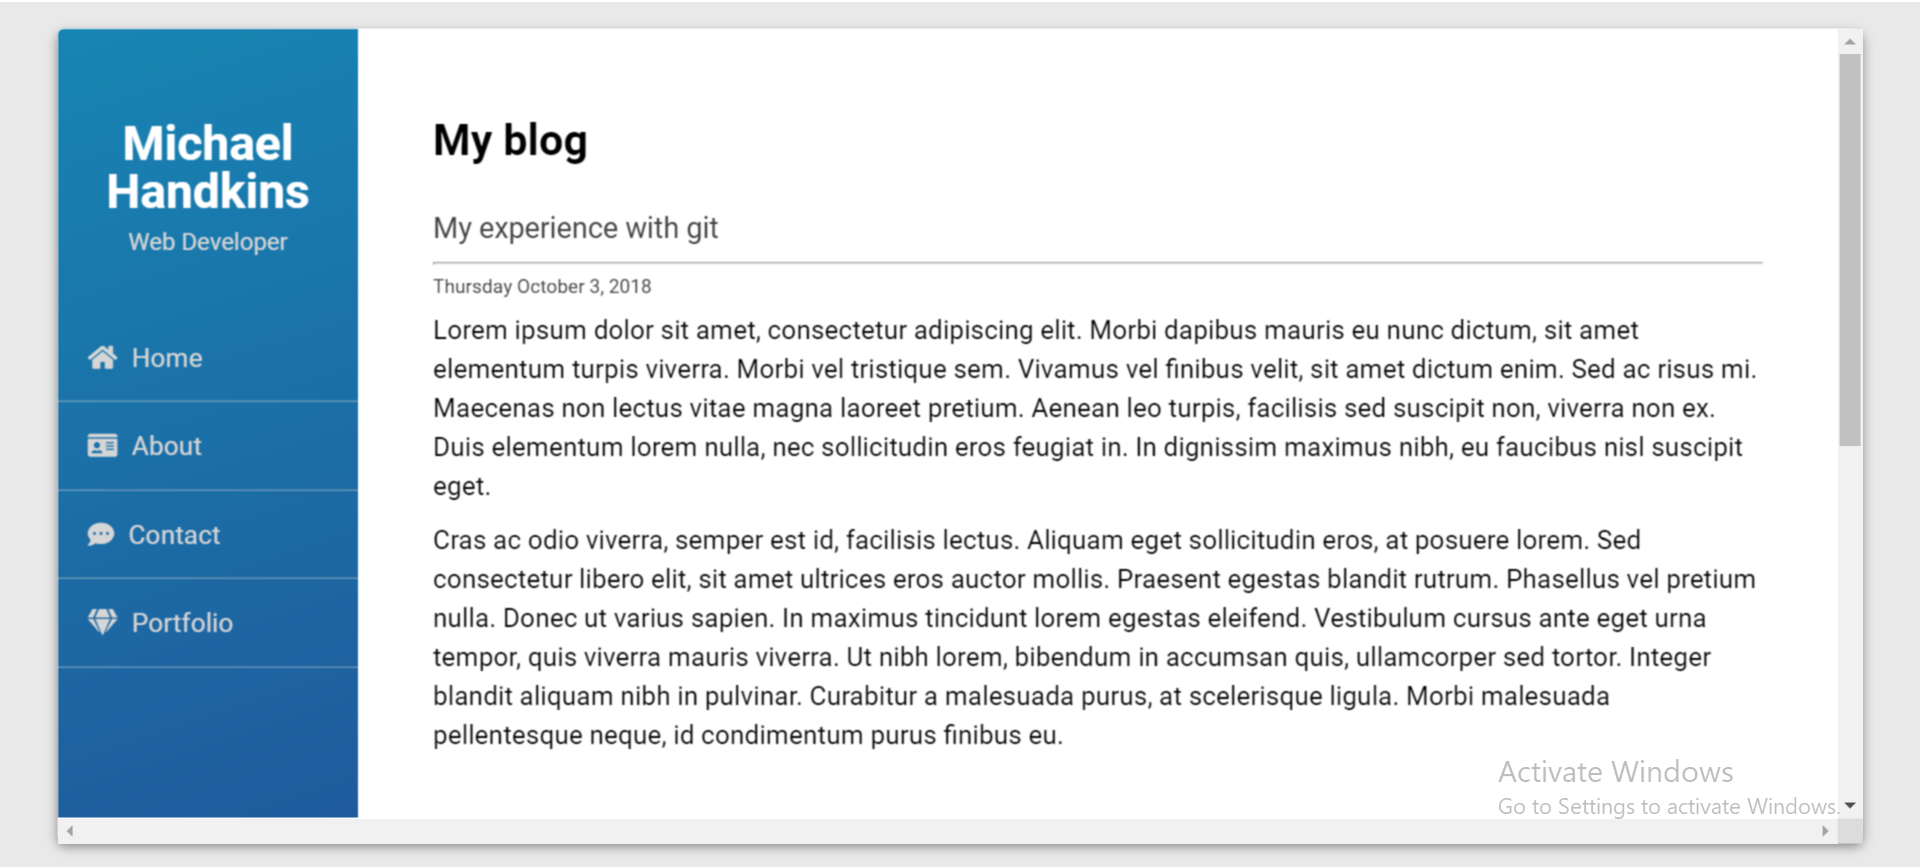 Michael
Handkins
Web Developer
Home
About
Contact
Portfolio
My blog
My experience with git
Thursday October 3, 2018
Lorem ipsum dolor sit amet, consectetur adipiscing elit. Morbi dapibus mauris eu nunc dictum, sit amet
elementum turpis viverra. Morbi vel tristique sem. Vivamus vel finibus velit, sit amet dictum enim. Sed ac risus mi.
Maecenas non lectus vitae magna laoreet pretium. Aenean leo turpis, facilisis sed suscipit non, viverra non ex.
Duis elementum lorem nulla, nec sollicitudin eros feugiat in. In dignissim maximus nibh, eu faucibus nisl suscipit
eget.
Cras ac odio viverra, semper est id, facilisis lectus. Aliquam eget sollicitudin eros, at posuere lorem. Sed
consectetur libero elit, sit amet ultrices eros auctor mollis. Praesent egestas blandit rutrum. Phasellus vel pretium
nulla. Donec ut varius sapien. In maximus tincidunt lorem egestas eleifend. Vestibulum cursus ante eget urna
tempor, quis viverra mauris viverra. Ut nibh lorem, bibendum in accumsan quis, ullamcorper sed tortor. Integer
blandit aliquam nibh in pulvinar. Curabitur a malesuada purus, at scelerisque ligula. Morbi malesuada
pellentesque neque, id condimentum purus finibus eu.
Activate Windows
Go to Settings to activate Windows.